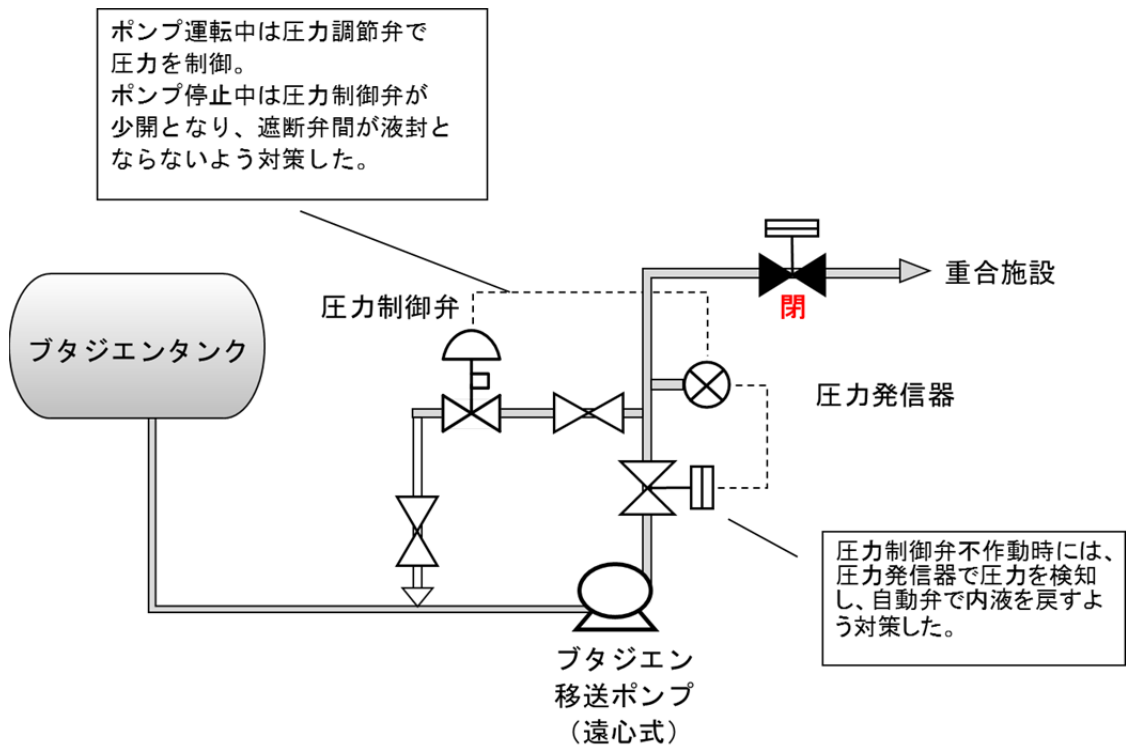 ポンプ運転中は圧力調節弁で
圧力を制御。
ポンプ停止中は圧力制御弁が
少開となり、遮断弁間が液封と
ならないよう対策した。
重合施設
閉
圧力制御弁
ブタジエンタンク
圧力発信器
圧力制御弁不作動時には、
圧力発信器で圧力を検知
し、自動弁で内液を戻すよ
う対策した。
ブタジエン
移送ポンプ
（遠心式）